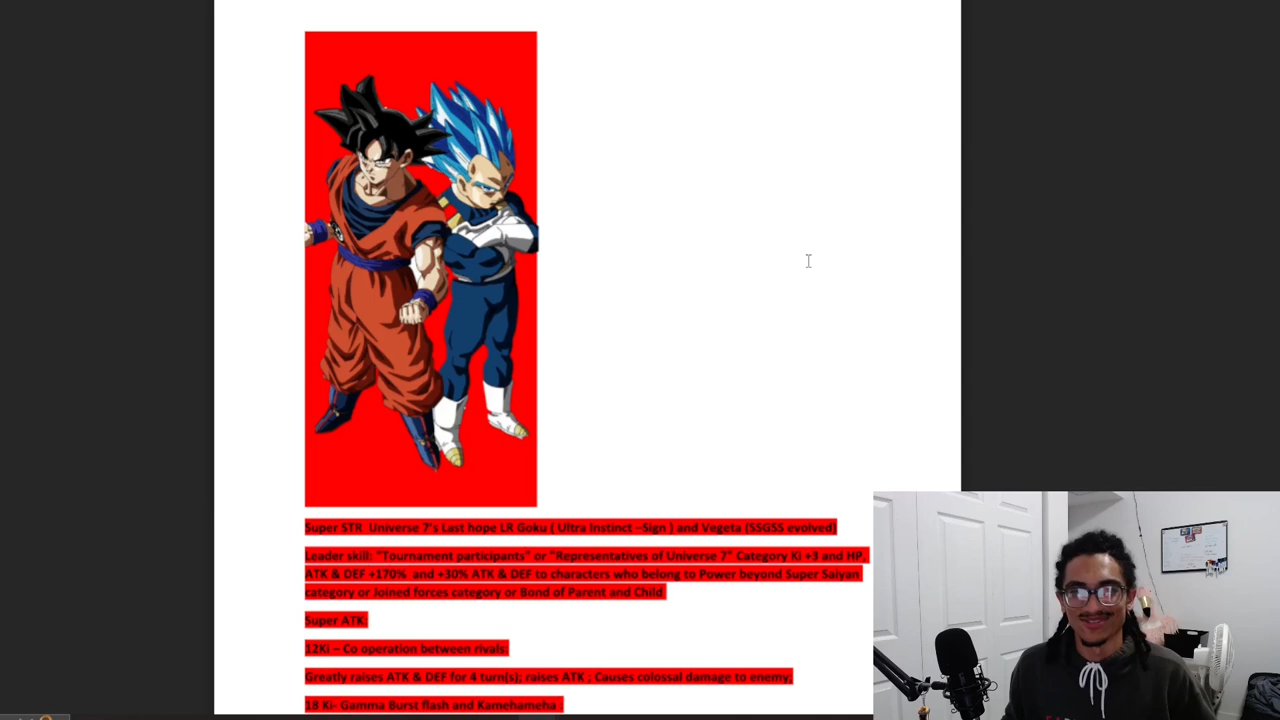 Super STR Universe 7's Last hope LR Goku ( Ultra instinct –Sign ) and Vegeta (SSGSS evolved)
Leader skill: "Tournament participants" or "Representatives of Universe 7" Category Ki +3 and HP,
ATK & DEF +170% and +30% ATK & DEF to characters who belong to Power beyond Super Saiyan
category or Joined forces category or Bond of Parent and Child
Super ATK:
12Ki – Co operation between rivals.
Greatly raises ATK & DEF for 4 turn(s); raises ATK ; Causes colossal damage to enemy,
18 Ki- Gamma Burst flash and Kamehameha